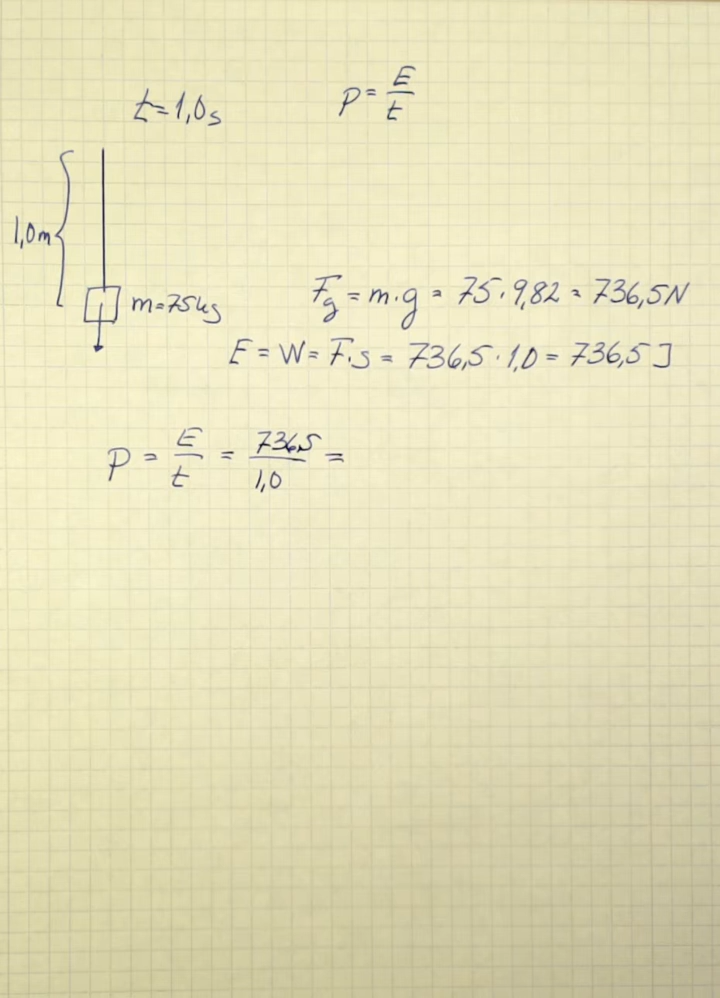 t=1,0s
P=E/t
1,0m
m=75kg
Fg = m·g = 75·9,82 = 736,5N
E = W = F·s = 736,5·1,0 = 736,5 J
P = E/t = 736,5/1,0 =